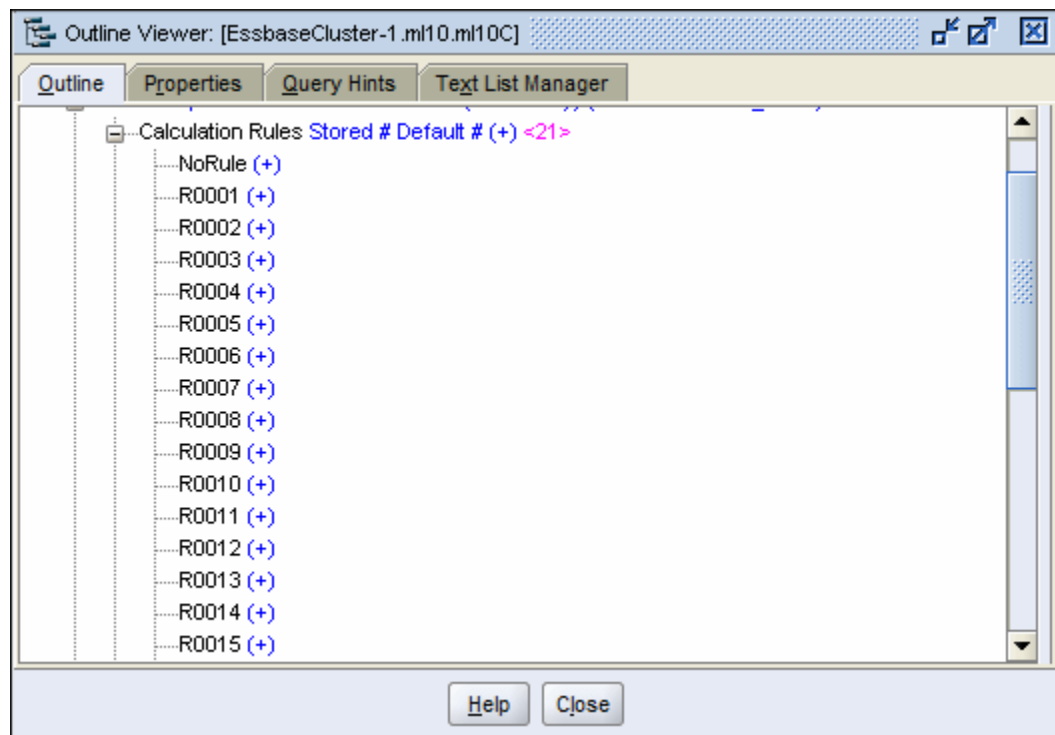 Outline Viewer: [EssbaseCluster-1.ml10.ml10C]
Outline Properties Query Hints Text List Manager
Calculation Rules Stored # Default # (+) <21>
NoRule (+)
R0001 (+)
R0002 (+)
R0003 (+)
R0004 (+)
R0005 (+)
R0006 (+)
R0007 (+)
R0008 (+)
R0009 (+)
R0010 (+)
R0011 (+)
R0012 (+)
R0013 (+)
R0014 (+)
R0015 (+)
Help Close